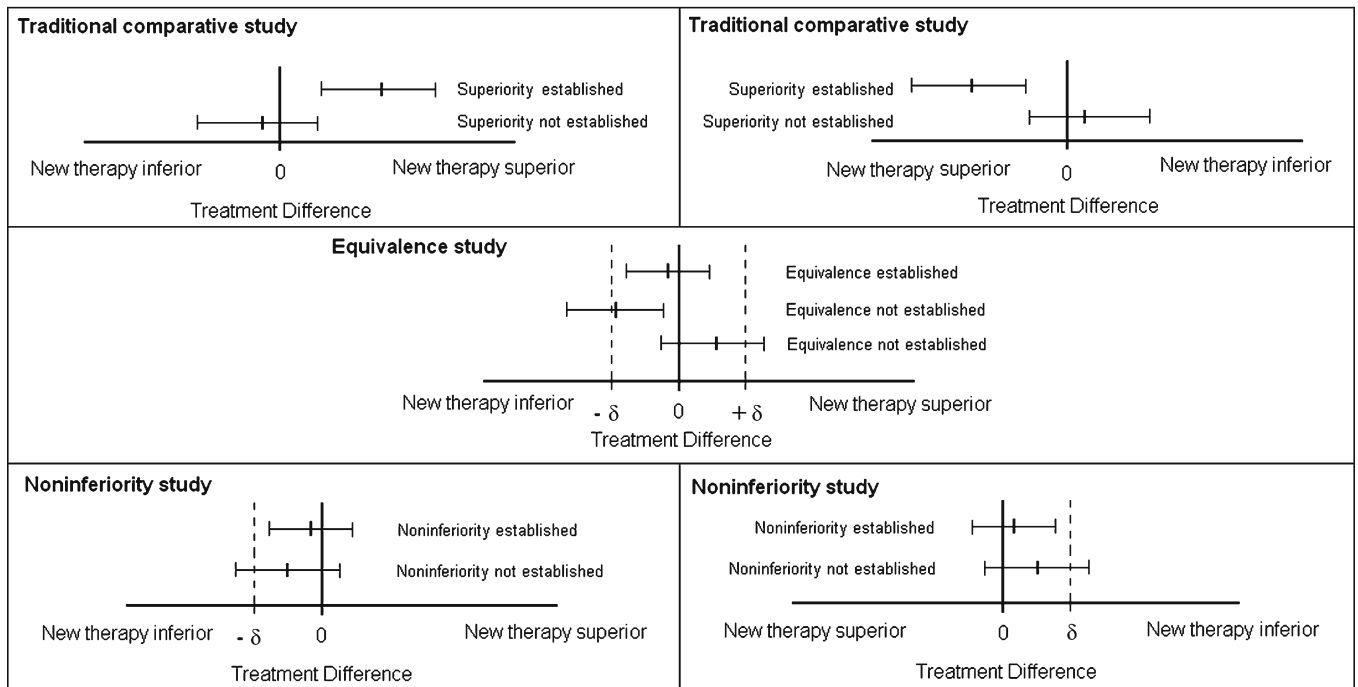 Traditional comparative study
Superiority established
Superiority not established
New therapy inferior
0
New therapy superior
Treatment Difference
Traditional comparative study
Superiority established
Superiority not established
New therapy superior
0
New therapy inferior
Treatment Difference
Equivalence study
Equivalence established
Equivalence not established
Equivalence not established
New therapy inferior
- δ
0
+ δ
New therapy superior
Treatment Difference
Noninferiority study
Noninferiority established
Noninferiority not established
New therapy inferior
- δ
0
New therapy superior
Treatment Difference
Noninferiority study
Noninferiority established
Noninferiority not established
New therapy superior
0
δ
New therapy inferior
Treatment Difference